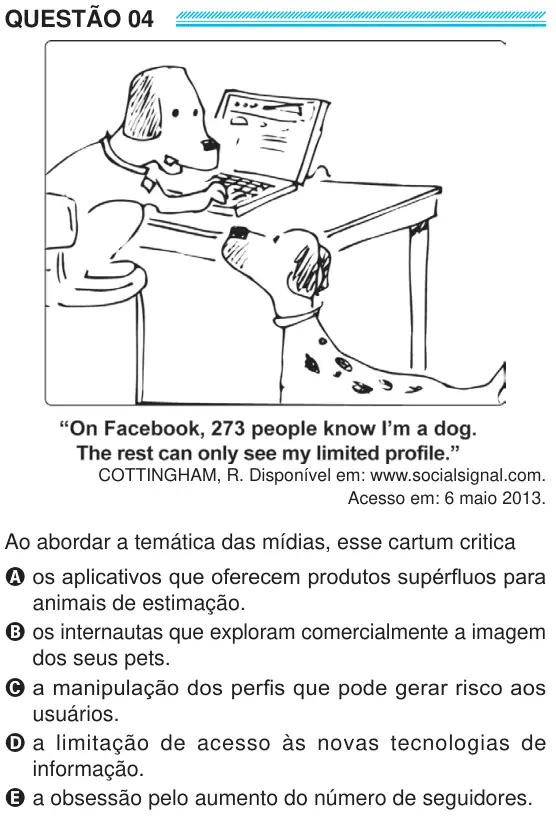 QUESTÃO 04
“On Facebook, 273 people know I’m a dog.
The rest can only see my limited profile.”
COTTINGHAM, R. Disponível em: www.socialsignal.com.
Acesso em: 6 maio 2013.
Ao abordar a temática das mídias, esse cartum critica
A os aplicativos que oferecem produtos supérfluos para
animais de estimação.
B os internautas que exploram comercialmente a imagem
dos seus pets.
C a manipulação dos perfis que pode gerar risco aos
usuários.
D a limitação de acesso às novas tecnologias de
informação.
E a obsessão pelo aumento do número de seguidores.